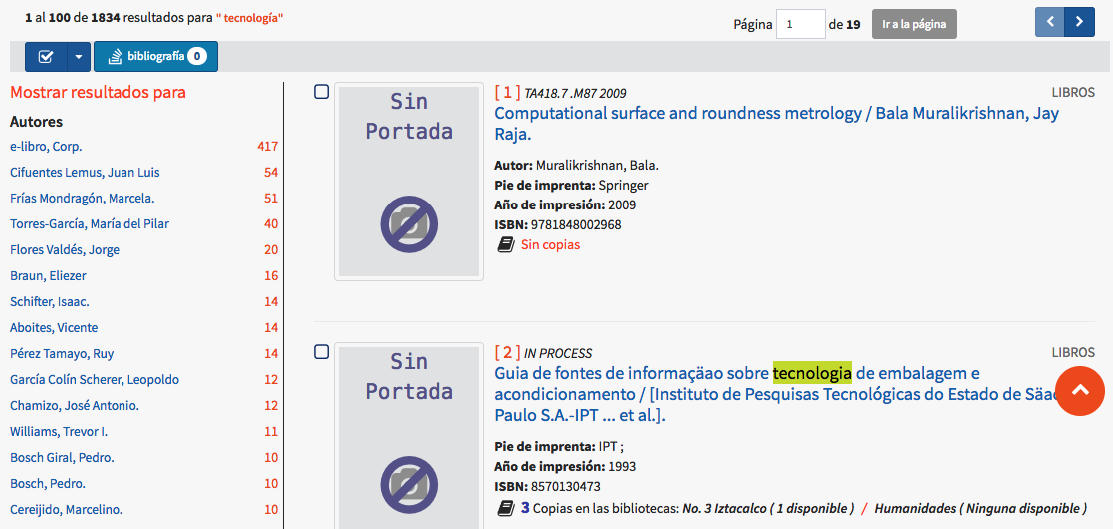 1 al 100 de 1834 resultados para " tecnología"
Página 1 de 19 Ir a la página
bibliografía 0
Mostrar resultados para
Autores
e-libro, Corp. 417
Cifuentes Lemus, Juan Luis 54
Frías Mondragón, Marcela. 51
Torres-García, María del Pilar 40
Flores Valdés, Jorge 20
Braun, Eliezer 16
Schifter, Isaac. 14
Aboites, Vicente 14
Pérez Tamayo, Ruy 14
García Colín Scherer, Leopoldo 12
Chamizo, José Antonio. 12
Williams, Trevor I. 11
Bosch Giral, Pedro. 10
Bosch, Pedro. 10
Cereijido, Marcelino. 10
Sin
Portada
[ 1 ] TA418.7 .M87 2009 LIBROS
Computational surface and roundness metrology / Bala Muralikrishnan, Jay
Raja.
Autor: Muralikrishnan, Bala.
Pie de imprenta: Springer
Año de impresión: 2009
ISBN: 9781848002968
Sin copias
Sin
Portada
[ 2 ] IN PROCESS LIBROS
Guia de fontes de informaçäao sobre tecnologia de embalagem e
acondicionamento / [Instituto de Pesquisas Tecnológicas do Estado de Säao
Paulo S.A.-IPT ... et al.].
Pie de imprenta: IPT ;
Año de impresión: 1993
ISBN: 8570130473
3 Copias en las bibliotecas: No. 3 Iztacalco ( 1 disponible ) / Humanidades ( Ninguna disponible )